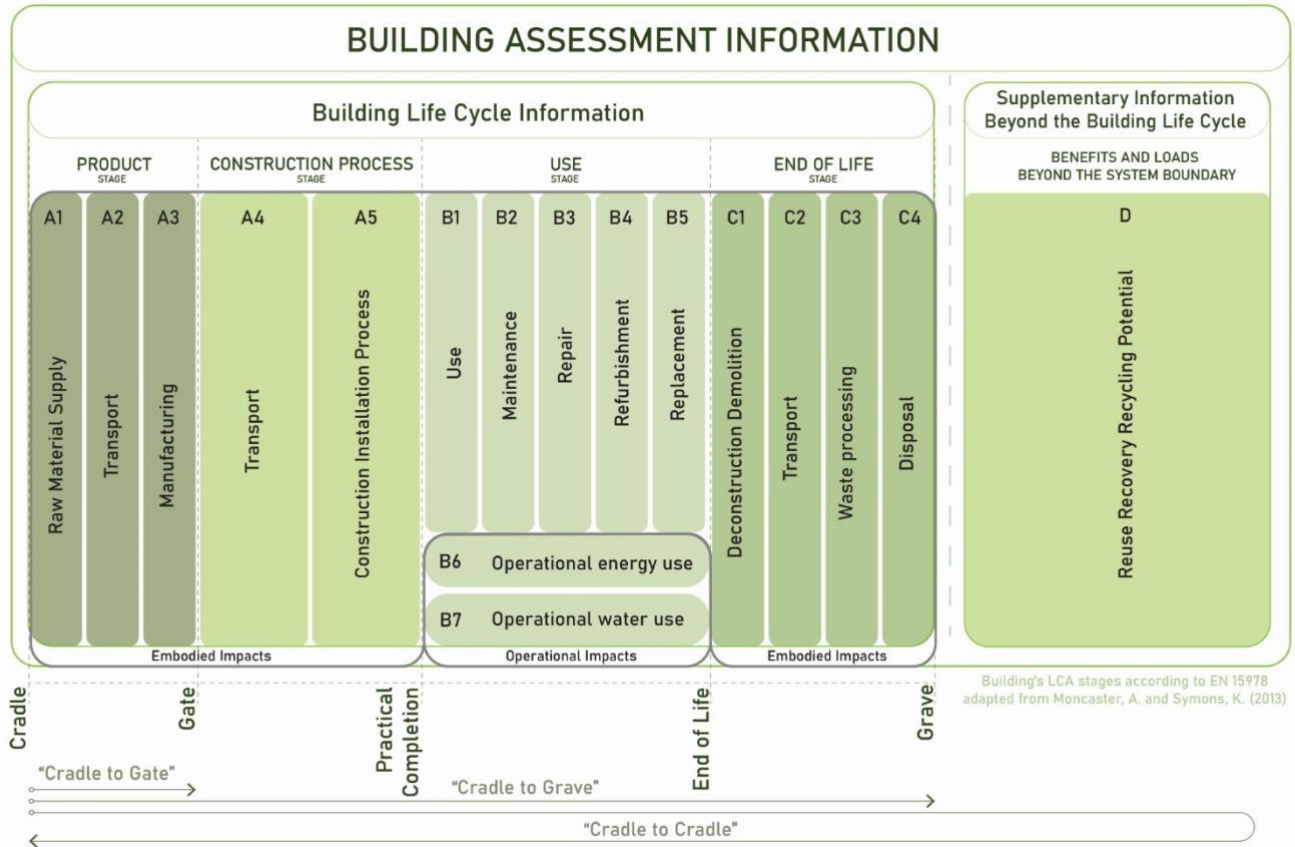 BUILDING ASSESSMENT INFORMATION
Building Life Cycle Information
Supplementary Information
Beyond the Building Life Cycle
PRODUCT
STAGE
CONSTRUCTION PROCESS
STAGE
USE
STAGE
END OF LIFE
STAGE
BENEFITS AND LOADS
BEYOND THE SYSTEM BOUNDARY
A1
Raw Material Supply
A2
Transport
A3
Manufacturing
A4
Transport
A5
Construction Installation Process
B1
Use
B2
Maintenance
B3
Repair
B4
Refurbishment
B5
Replacement
B6 Operational energy use
B7 Operational water use
C1
Deconstruction Demolition
C2
Transport
C3
Waste processing
C4
Disposal
D
Reuse Recovery Recycling Potential
Embodied Impacts
Operational Impacts
Embodied Impacts
Building's LCA stages according to EN 15978
adapted from Moncaster, A. and Symons, K. (2013)
Cradle
Gate
Practical
Completion
End of Life
Grave
“Cradle to Gate”
“Cradle to Grave”
“Cradle to Cradle”